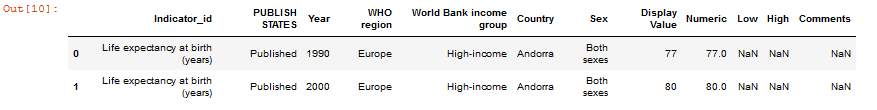 Out[10]:
Indicator_id PUBLISH STATES Year WHO region World Bank income group Country Sex Display Value Numeric Low High Comments
0 Life expectancy at birth (years) Published 1990 Europe High-income Andorra Both sexes 77 77.0 NaN NaN NaN
1 Life expectancy at birth (years) Published 2000 Europe High-income Andorra Both sexes 80 80.0 NaN NaN NaN